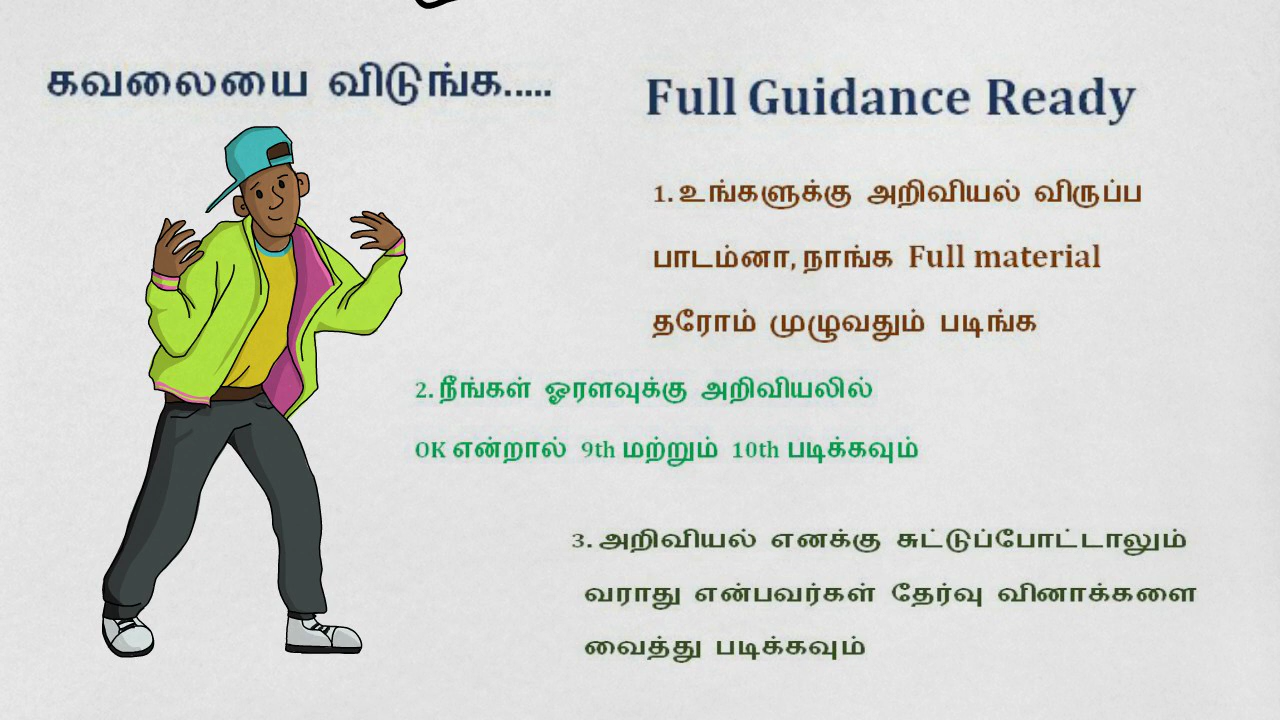 கவலையை விடுங்க.....
Full Guidance Ready
1. உங்களுக்கு அறிவியல் விருப்ப
பாடம்னா, நாங்க Full material
தரோம் முழுவதும் படிங்க
2. நீங்கள் ஓரளவுக்கு அறிவியலில்
OK என்றால் 9th மற்றும் 10th படிக்கவும்
3. அறிவியல் எனக்கு சுட்டுப்போட்டாலும்
வராது என்பவர்கள் தேர்வு வினாக்களை
வைத்து படிக்கவும்